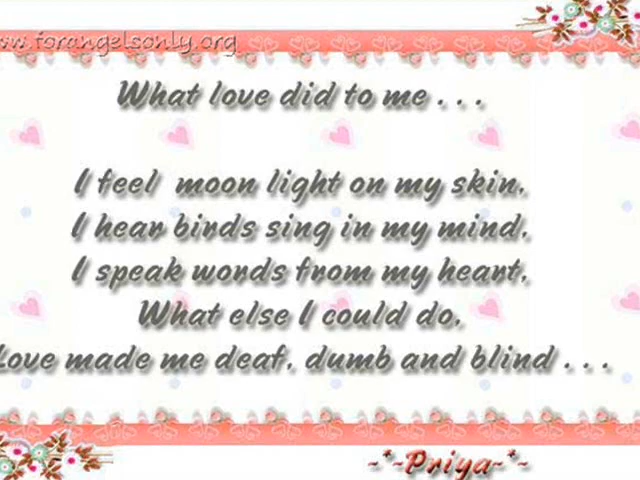 www.forangelsonly.org
What love did to me . . .
I feel moon light on my skin,
I hear birds sing in my mind,
I speak words from my heart,
What else I could do,
Love made me deaf, dumb and blind . . .
~*~Priya~*~